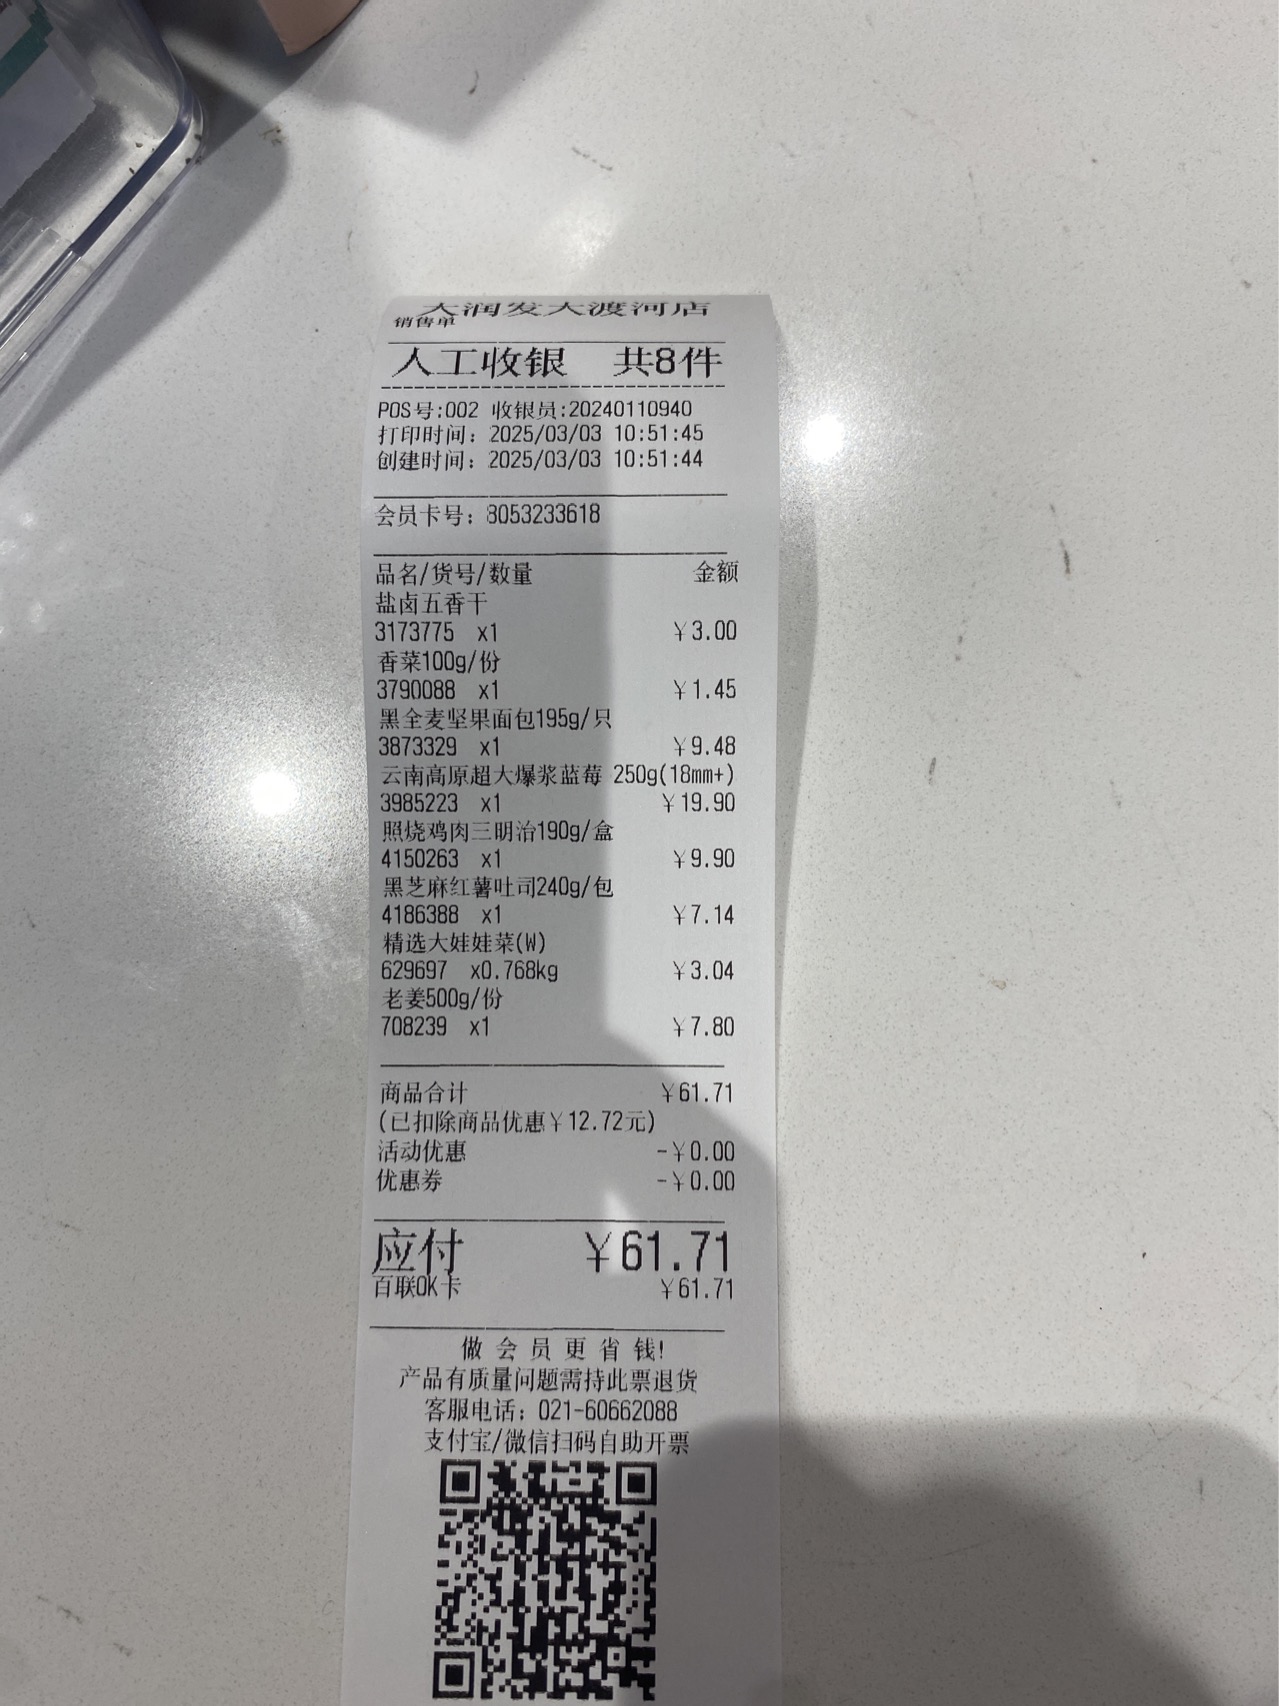 大润发大渡河店
销售单
人工收银 共8件
POS号:002 收银员:20240110940
打印时间: 2025/03/03 10:51:45
创建时间: 2025/03/03 10:51:44
会员卡号: 8053233618
品名/货号/数量 金额
盐卤五香干
3173775 x1 ¥3.00
香菜100g/份
3790088 x1 ¥1.45
黑全麦坚果面包195g/只
3873329 x1 ¥9.48
云南高原超大爆浆蓝莓 250g(18mm+)
3985223 x1 ¥19.90
照烧鸡肉三明治190g/盒
4150263 x1 ¥9.90
黑芝麻红薯吐司240g/包
4186388 x1 ¥7.14
精选大娃娃菜(W)
629697 x0.768kg ¥3.04
老姜500g/份
708239 x1 ¥7.80
商品合计 ¥61.71
(已扣除商品优惠¥12.72元)
活动优惠 -¥0.00
优惠券 -¥0.00
应付 ¥61.71
百联OK卡 ¥61.71
做会员更省钱!
产品有质量问题需持此票退货
客服电话: 021-60662088
支付宝/微信扫码自助开票